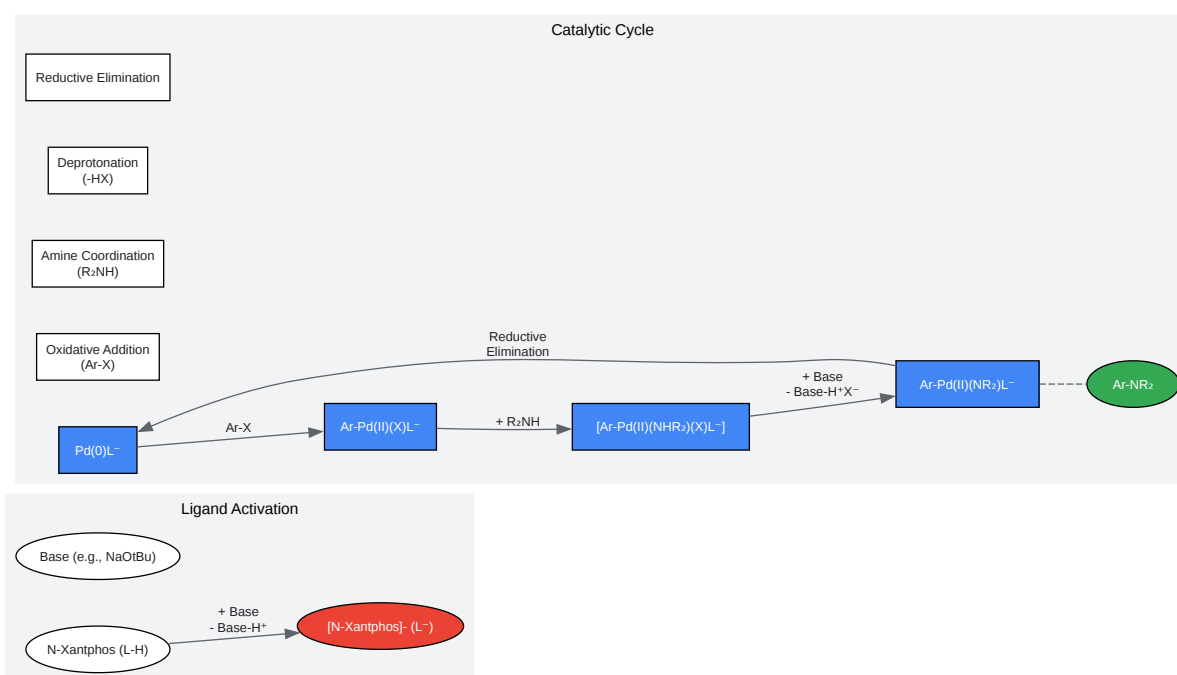 Catalytic Cycle
Reductive Elimination
Deprotonation
(-HX)
Amine Coordination
(R₂NH)
Oxidative Addition
(Ar-X)
Reductive
Elimination
+ Base
- Base-H⁺X⁻
Ar-Pd(II)(NR₂)L⁻
Ar-NR₂
Pd(0)L⁻
Ar-X
Ar-Pd(II)(X)L⁻
+ R₂NH
[Ar-Pd(II)(NHR₂)(X)L⁻]
Ligand Activation
Base (e.g., NaOtBu)
N-Xantphos (L-H)
+ Base
- Base-H⁺
[N-Xantphos]- (L⁻)